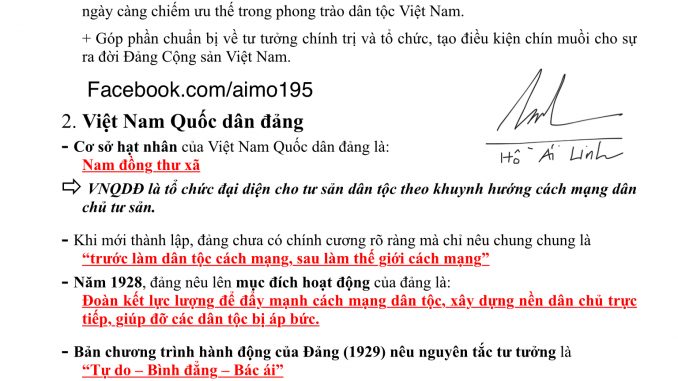 ngày càng chiếm ưu thế trong phong trào dân tộc Việt Nam.
+ Góp phần chuẩn bị về tư tưởng chính trị và tổ chức, tạo điều kiện chín muồi cho sự
ra đời Đảng Cộng sản Việt Nam.
Facebook.com/aimo195
2. Việt Nam Quốc dân đảng
- Cơ sở hạt nhân của Việt Nam Quốc dân đảng là:
Hồ Ái Linh
Nam đồng thư xã
⇨ VNQDĐ là tổ chức đại diện cho tư sản dân tộc theo khuynh hướng cách mạng dân
chủ tư sản.
- Khi mới thành lập, đảng chưa có chính cương rõ ràng mà chỉ nêu chung chung là
“trước làm dân tộc cách mạng, sau làm thế giới cách mạng”
- Năm 1928, đảng nêu lên mục đích hoạt động của đảng là:
Đoàn kết lực lượng để đẩy mạnh cách mạng dân tộc, xây dựng nền dân chủ trực
tiếp, giúp đỡ các dân tộc bị áp bức.
- Bản chương trình hành động của Đảng (1929) nêu nguyên tắc tư tưởng là
“Tự do – Bình đẳng – Bác ái”